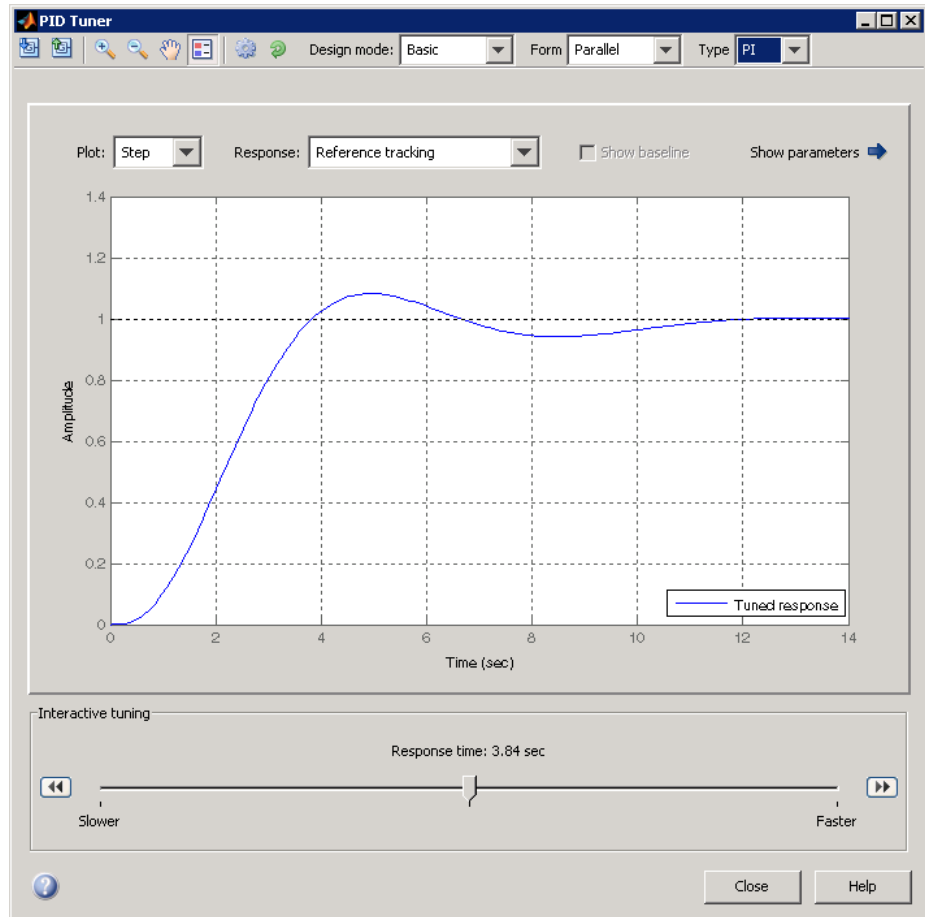 PID Tuner
Design mode: Basic Form Parallel Type PI
Plot: Step Response: Reference tracking Show baseline Show parameters
1.4
1.2
1
0.8
0.6
0.4
0.2
0
Amplitude
Tuned response
0 2 4 6 8 10 12 14
Time (sec)
Interactive tuning
Response time: 3.84 sec
Slower Faster
Close Help